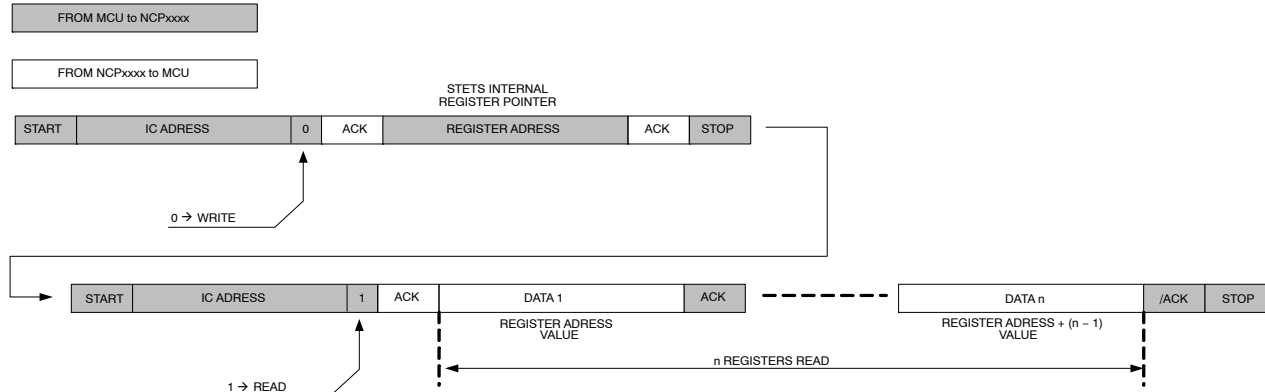 FROM MCU to NCPxxxx
FROM NCPxxxx to MCU
STETS INTERNAL
REGISTER POINTER
START IC ADRESS 0 ACK REGISTER ADRESS ACK STOP
0 → WRITE
START IC ADRESS 1 ACK DATA 1 ACK DATA n /ACK STOP
REGISTER ADRESS
VALUE
REGISTER ADRESS + (n − 1)
VALUE
n REGISTERS READ
1 → READ